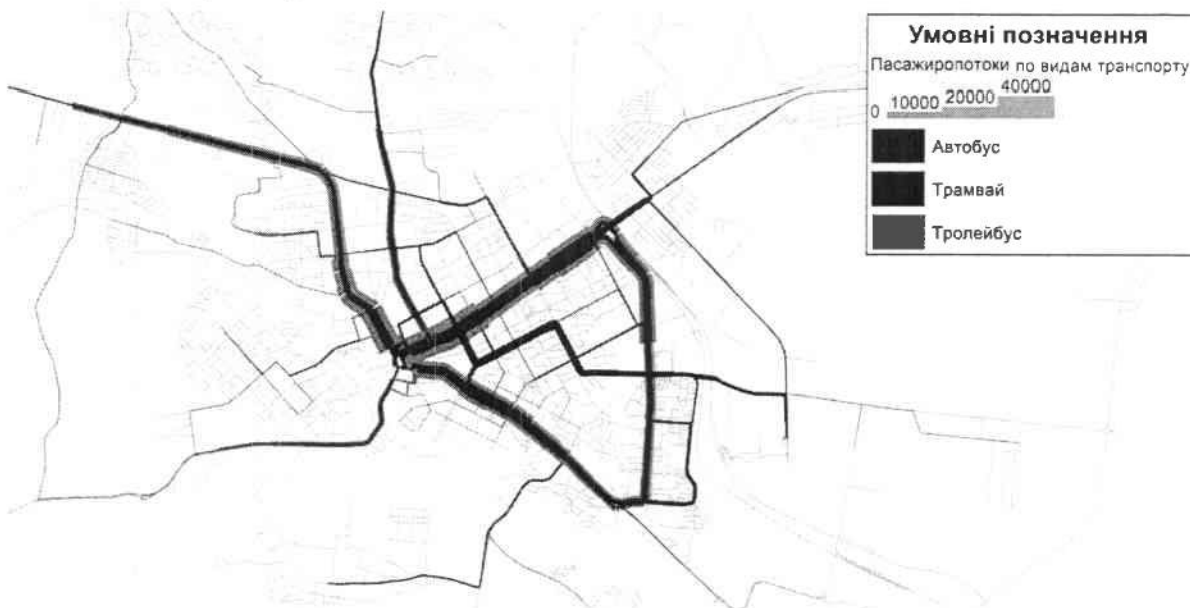 Умовні позначення
Пасажиропотоки по видам транспорту
0 10000 20000 40000
Автобус
Трамвай
Тролейбус